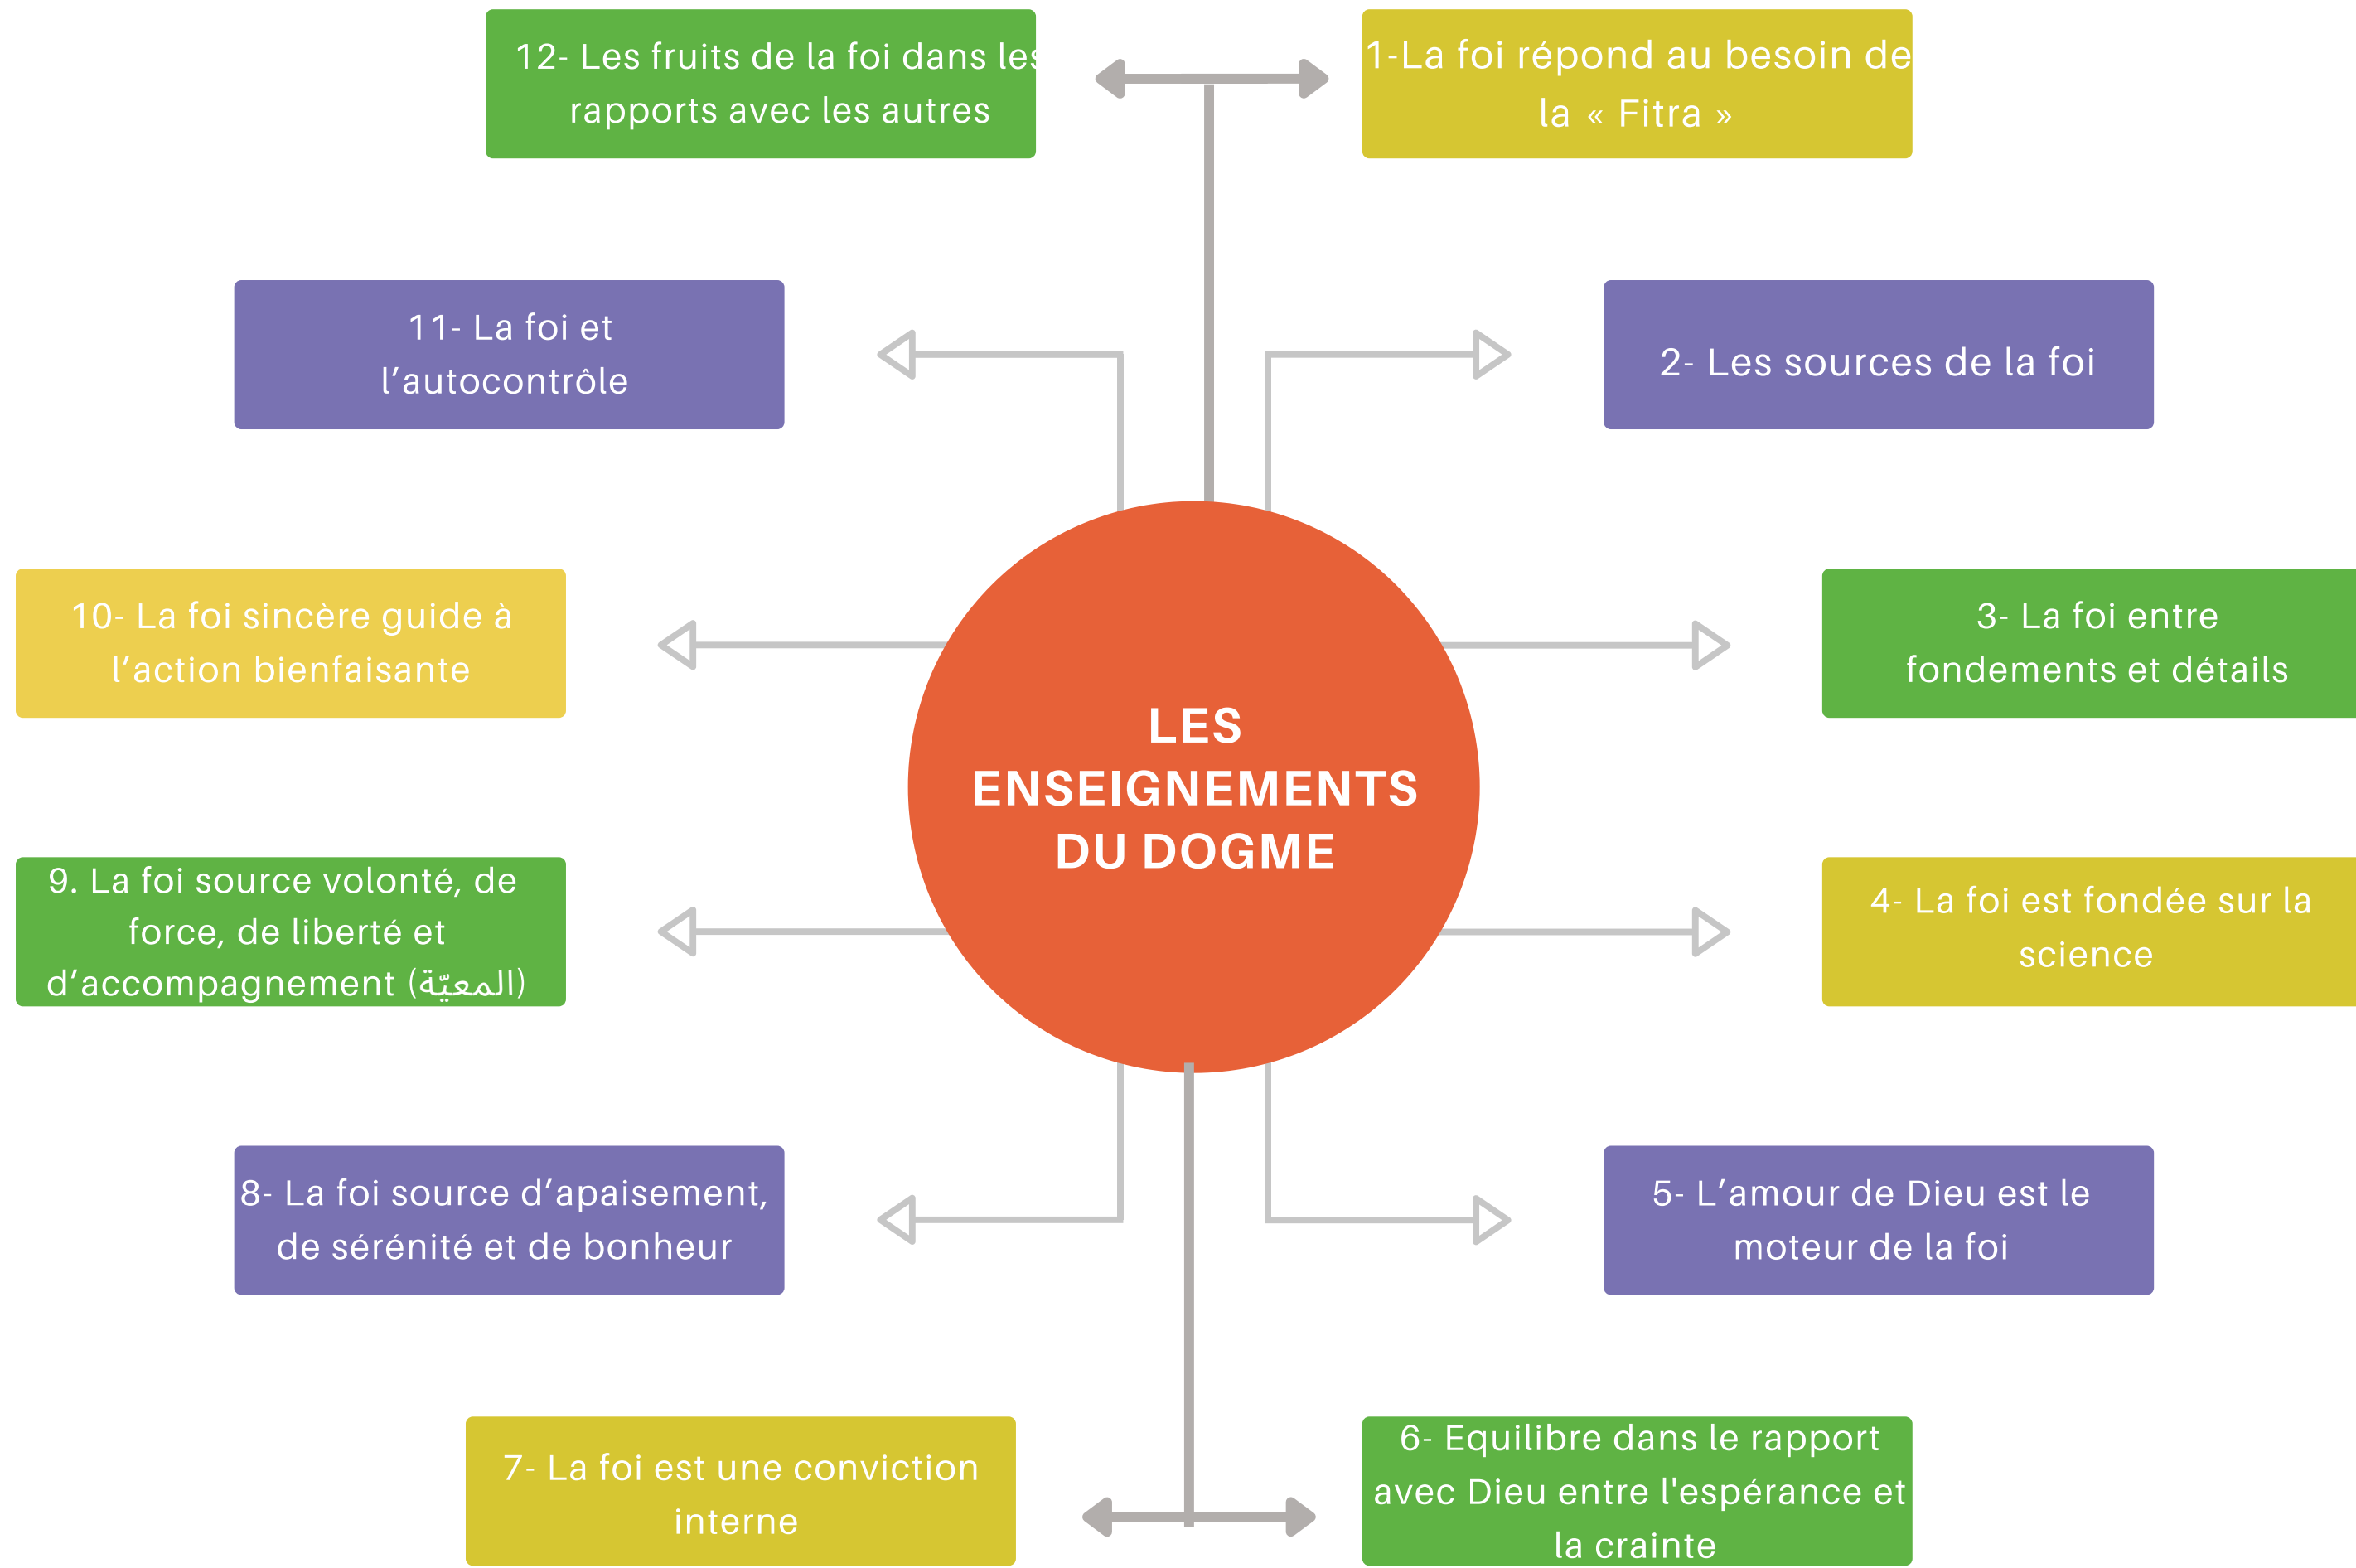 12- Les fruits de la foi dans les
rapports avec les autres
1-La foi répond au besoin de
la « Fitra »
11- La foi et
l’autocontrôle
2- Les sources de la foi
10- La foi sincère guide à
l’action bienfaisante
3- La foi entre
fondements et détails
LES
ENSEIGNEMENTS
DU DOGME
9. La foi source volonté, de
force, de liberté et
d’accompagnement (المعيّة)
4- La foi est fondée sur la
science
8- La foi source d’apaisement,
de sérénité et de bonheur
5- L’amour de Dieu est le
moteur de la foi
7- La foi est une conviction
interne
6- Equilibre dans le rapport
avec Dieu entre l'espérance et
la crainte